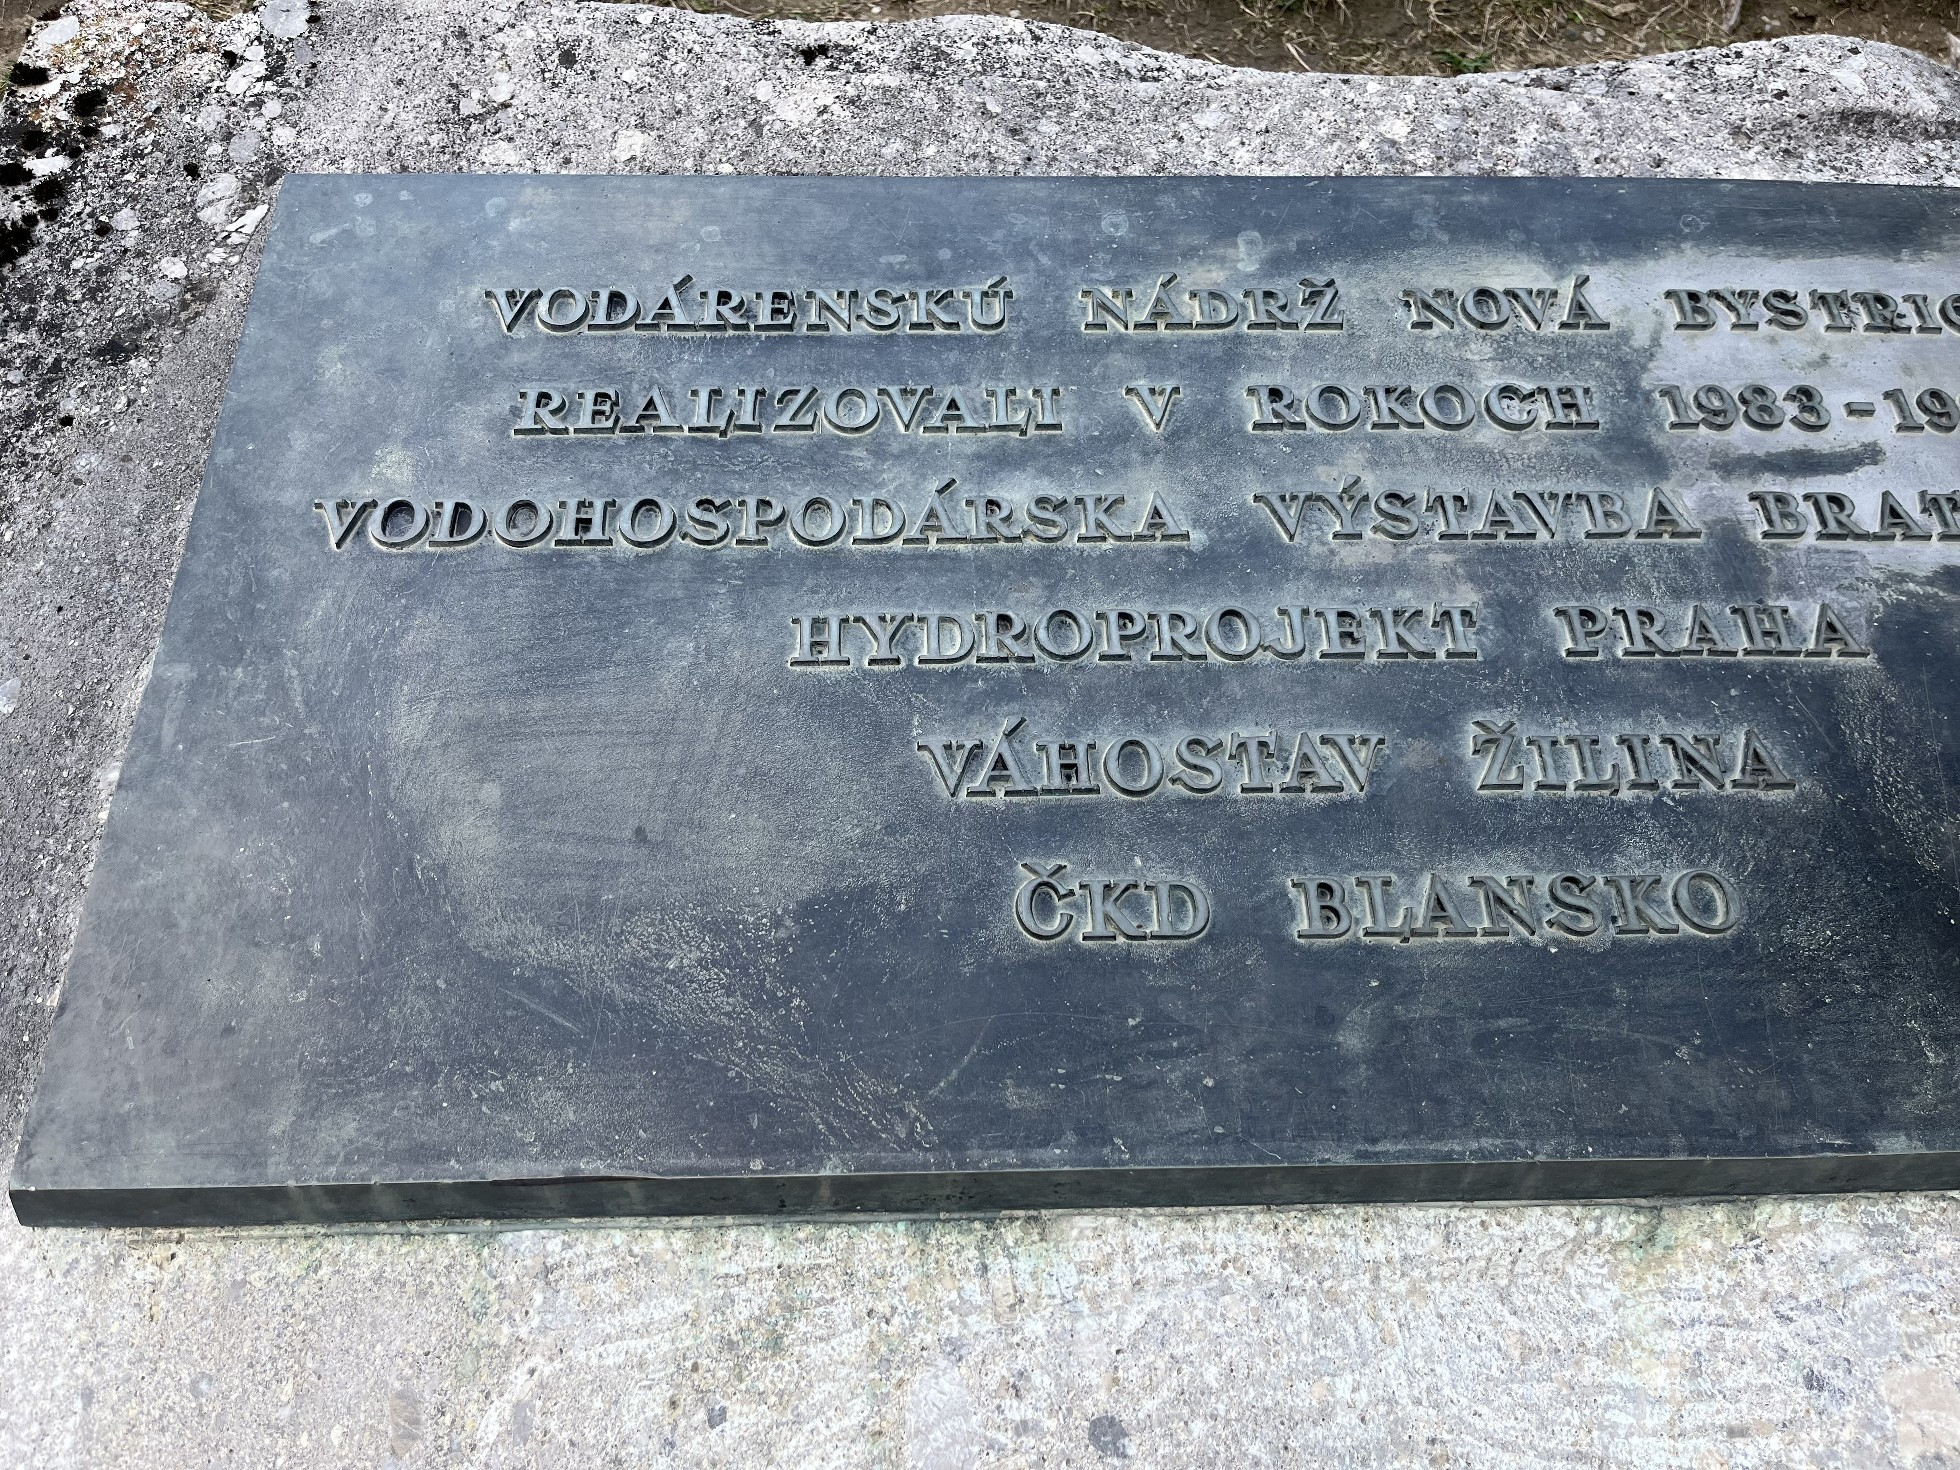 VODÁRENSKÚ NÁDRŽ NOVÁ
REALIZOVALI V ROKOCH
VODOHOSPODÁRSKA VÝSTAVBA
HYDROPROJEKT PRAHA
VÁHOSTAV ŽILINA
ČKD BLANSKO